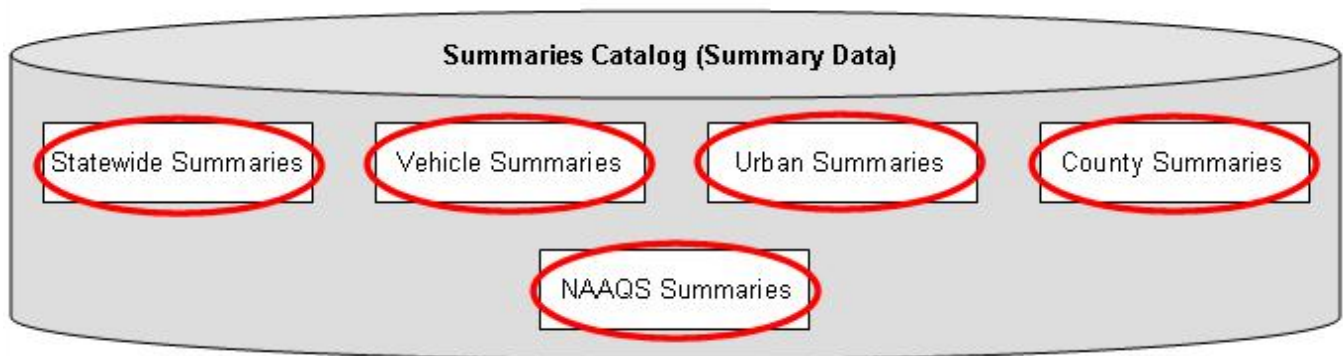 Summaries Catalog (Summary Data)
Statewide Summaries
Vehicle Summaries
Urban Summaries
County Summaries
NAAQS Summaries